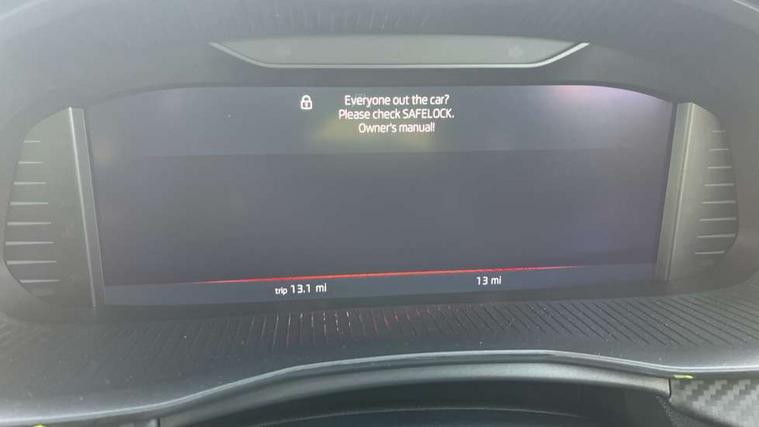 Everyone out the car?
Please check SAFELOCK.
Owner's manual!
trip 13.1 mi
13 mi